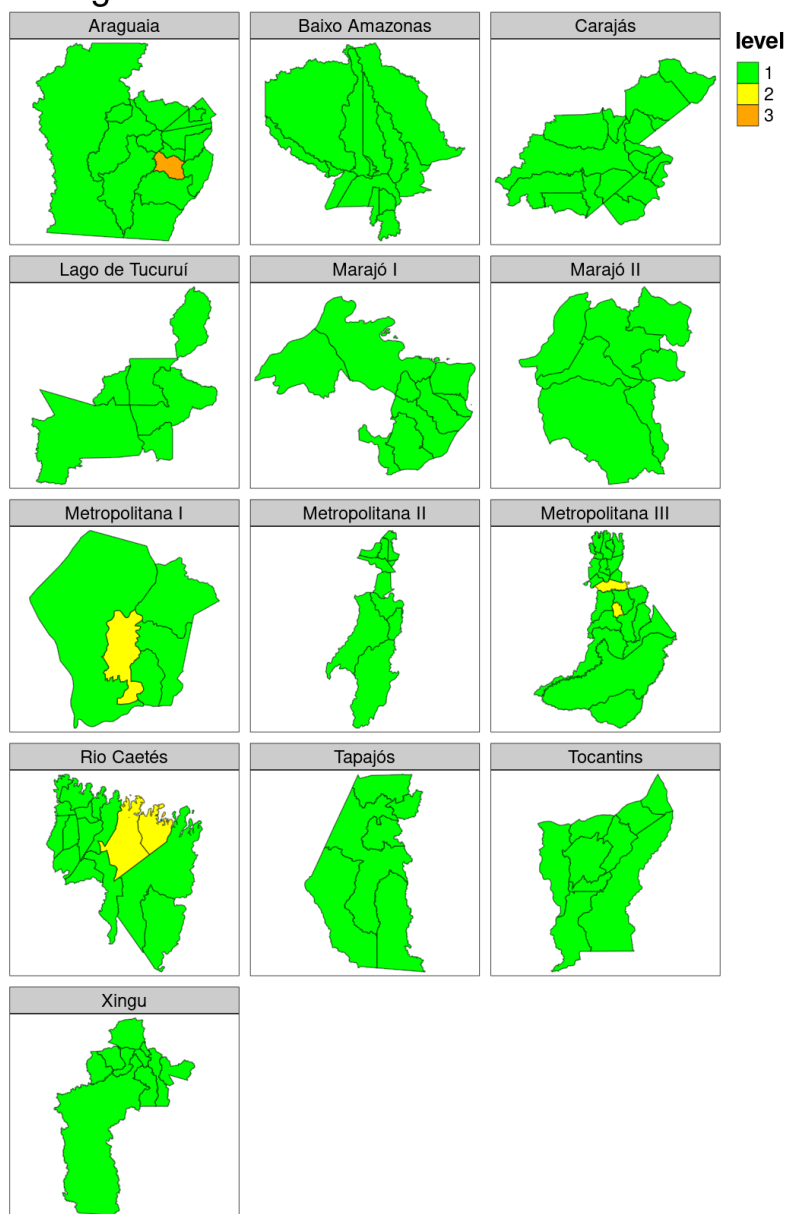 Araguaia
Baixo Amazonas
Carajás
level
1
2
3
Lago de Tucuruí
Marajó I
Marajó II
Metropolitana I
Metropolitana II
Metropolitana III
Rio Caetés
Tapajós
Tocantins
Xingu